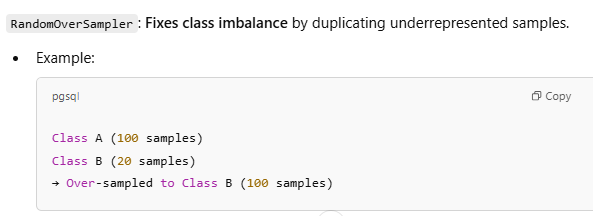 RandomOverSampler: Fixes class imbalance by duplicating underrepresented samples.
• Example:
pgsql
Copy
Class A (100 samples)
Class B (20 samples)
→ Over-sampled to Class B (100 samples)